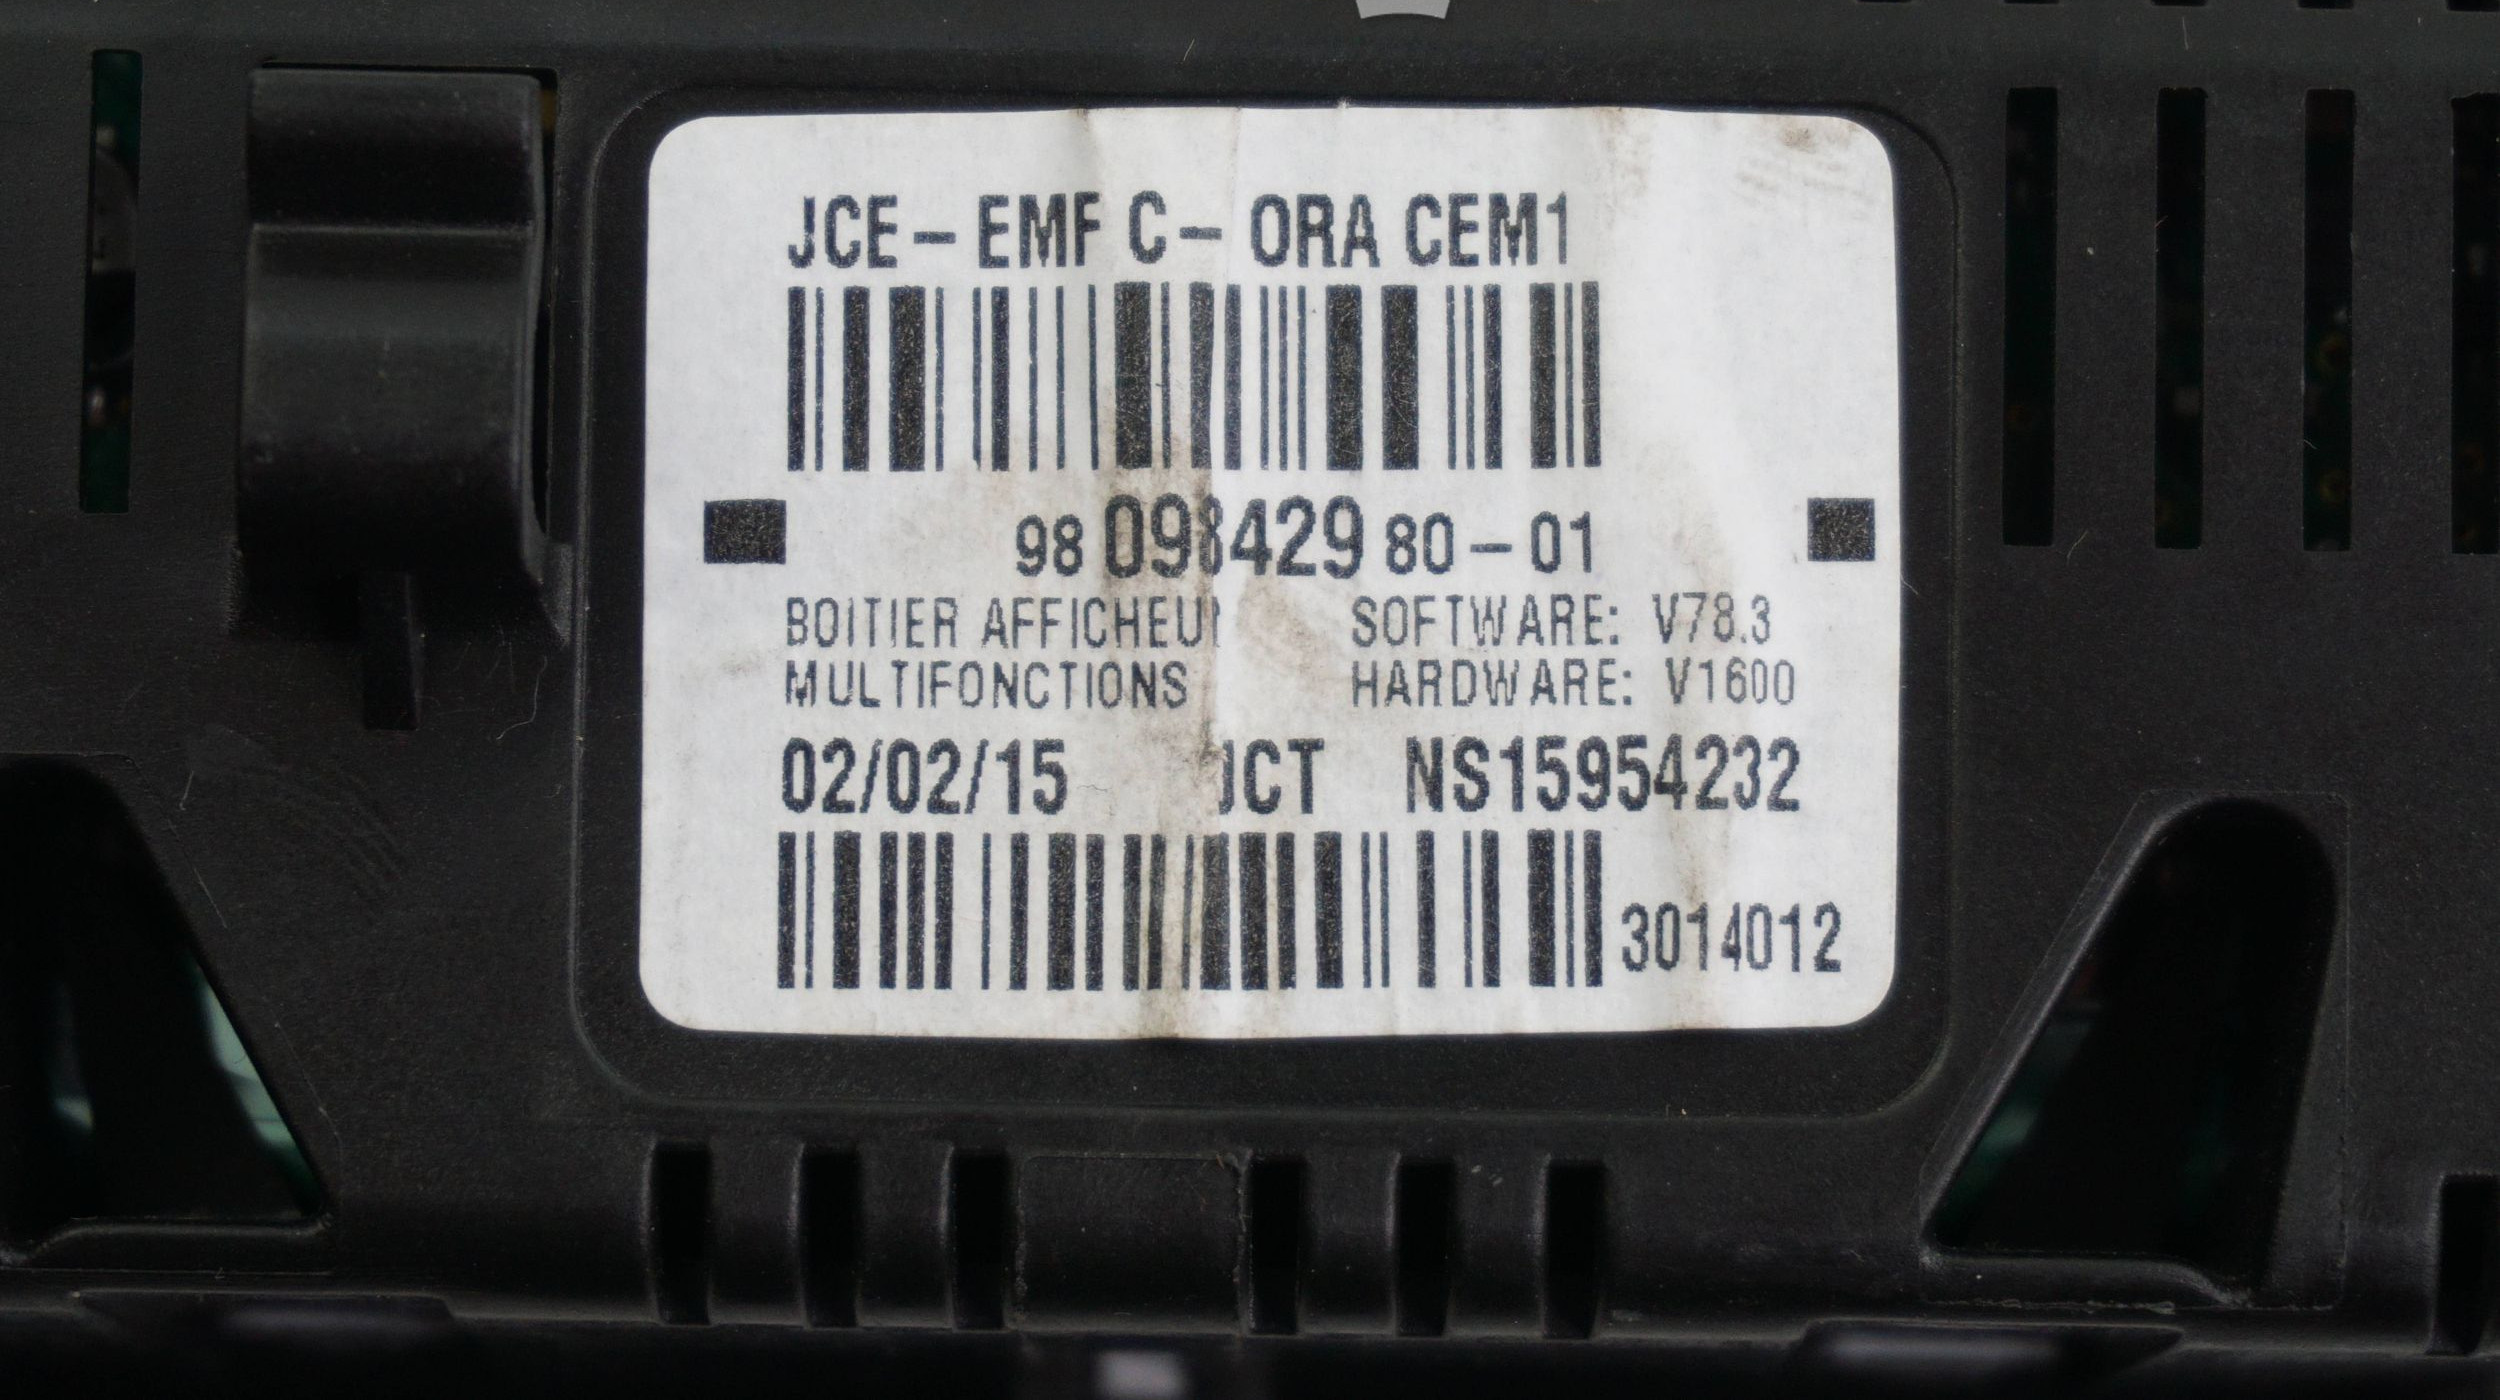 JCE- EMF C- ORA CEM1
98 098429 80-01
BOITIER AFFICHEUR SOFTWARE: V78.3
MULTIFONCTIONS HARDWARE: V1600
02/02/15 JCT NS15954232
3014012